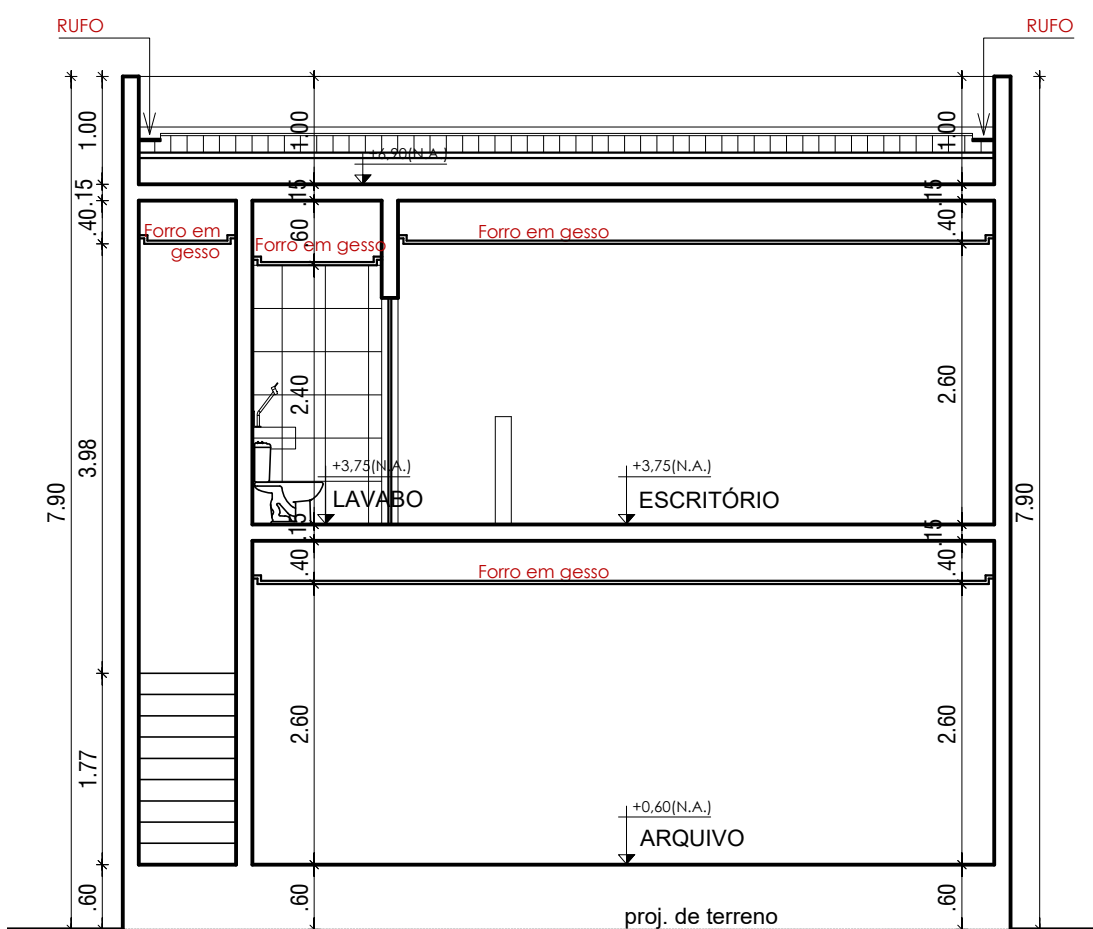 RUFO
RUFO
1.00
1.00
1.00
+6,90(N.A.)
.15
.15
.15
.40
.60
.40
Forro em
gesso
Forro em gesso
Forro em gesso
2.40
2.60
3.98
+3,75(N.A.)
LAVABO
+3,75(N.A.)
ESCRITÓRIO
7.90
7.90
.15
.15
.40
.40
Forro em gesso
2.60
2.60
1.77
+0,60(N.A.)
ARQUIVO
.60
.60
.60
proj. de terreno